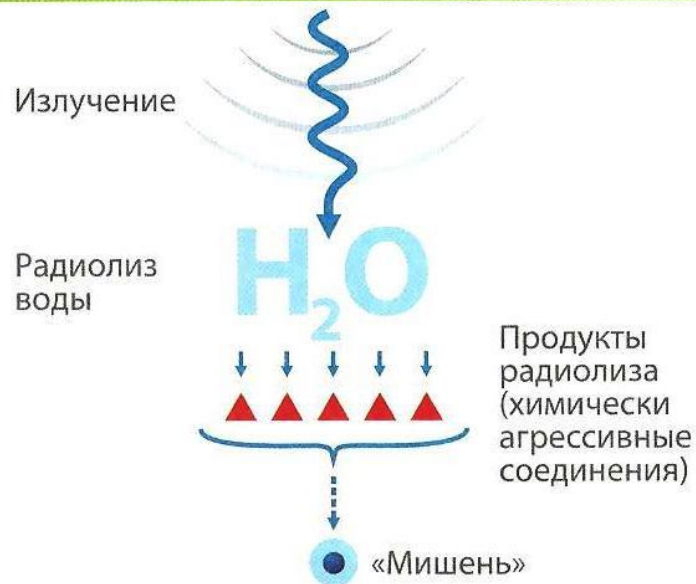 Излучение
Радиолиз
воды
H₂O
Продукты
радиолиза
(химически
агрессивные
соединения)
«Мишень»